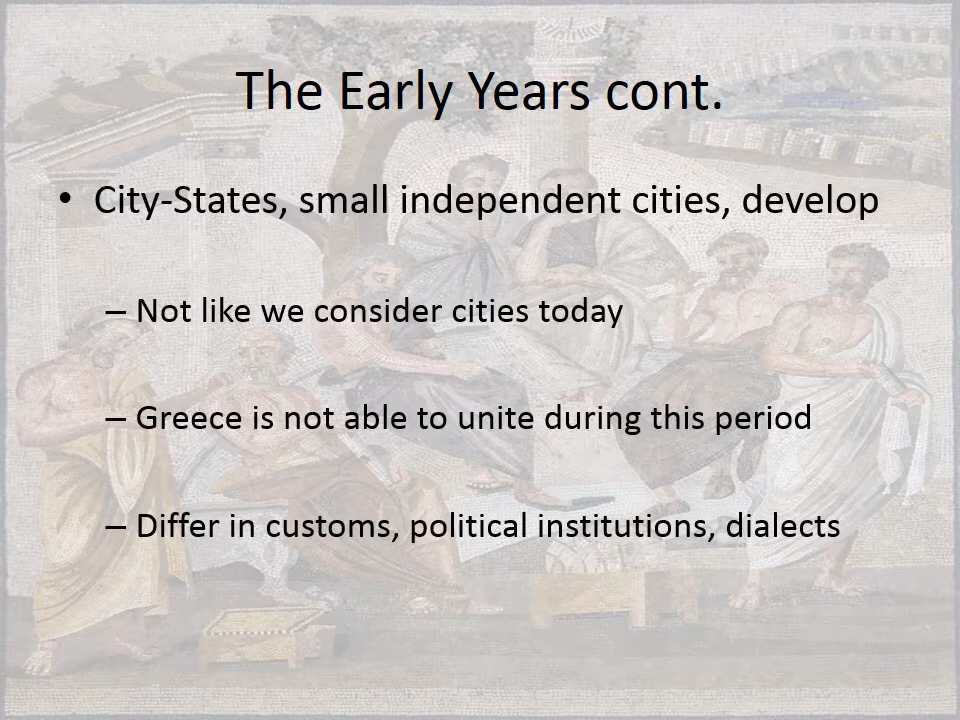 The Early Years cont.
• City-States, small independent cities, develop
– Not like we consider cities today
– Greece is not able to unite during this period
– Differ in customs, political institutions, dialects